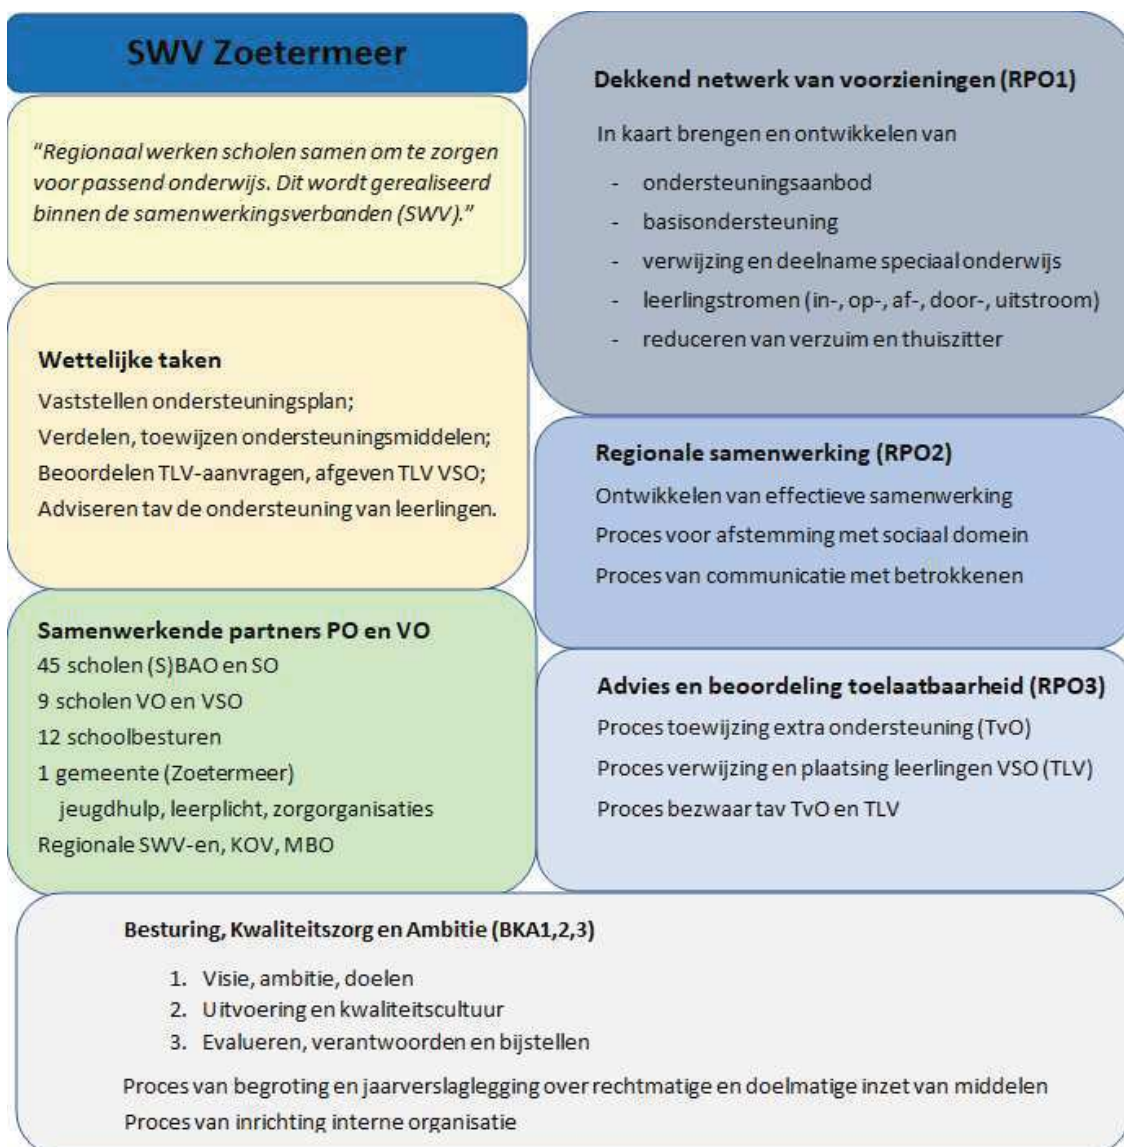 SWV Zoetermeer
"Regionaal werken scholen samen om te zorgen
voor passend onderwijs. Dit wordt gerealiseerd
binnen de samenwerkingsverbanden (SWV)."
Wettelijke taken
Vaststellen ondersteuningsplan;
Verdelen, toewijzen ondersteuningsmiddelen;
Beoordelen TLV-aanvragen, afgeven TLV VSO;
Adviseren tav de ondersteuning van leerlingen.
Samenwerkende partners PO en VO
45 scholen (S)BAO en SO
9 scholen VO en VSO
12 schoolbesturen
1 gemeente (Zoetermeer)
jeugdhulp, leerplicht, zorgorganisaties
Regionale SWV-en, KOV, MBO
Dekkend netwerk van voorzieningen (RPO1)
In kaart brengen en ontwikkelen van
- ondersteuningsaanbod
- basisondersteuning
- verwijzing en deelname speciaal onderwijs
- leerlingstromen (in-, op-, af-, door-, uitstroom)
- reduceren van verzuim en thuiszitter
Regionale samenwerking (RPO2)
Ontwikkelen van effectieve samenwerking
Proces voor afstemming met sociaal domein
Proces van communicatie met betrokkenen
Advies en beoordeling toelaatbaarheid (RPO3)
Proces toewijzing extra ondersteuning (TvO)
Proces verwijzing en plaatsing leerlingen VSO (TLV)
Proces bezwaar tav TvO en TLV
Besturing, Kwaliteitszorg en Ambitie (BKA1,2,3)
1. Visie, ambitie, doelen
2. Uitvoering en kwaliteitscultuur
3. Evalueren, verantwoorden en bijstellen
Proces van begroting en jaarverslaglegging over rechtmatige en doelmatige inzet van middelen
Proces van inrichting interne organisatie